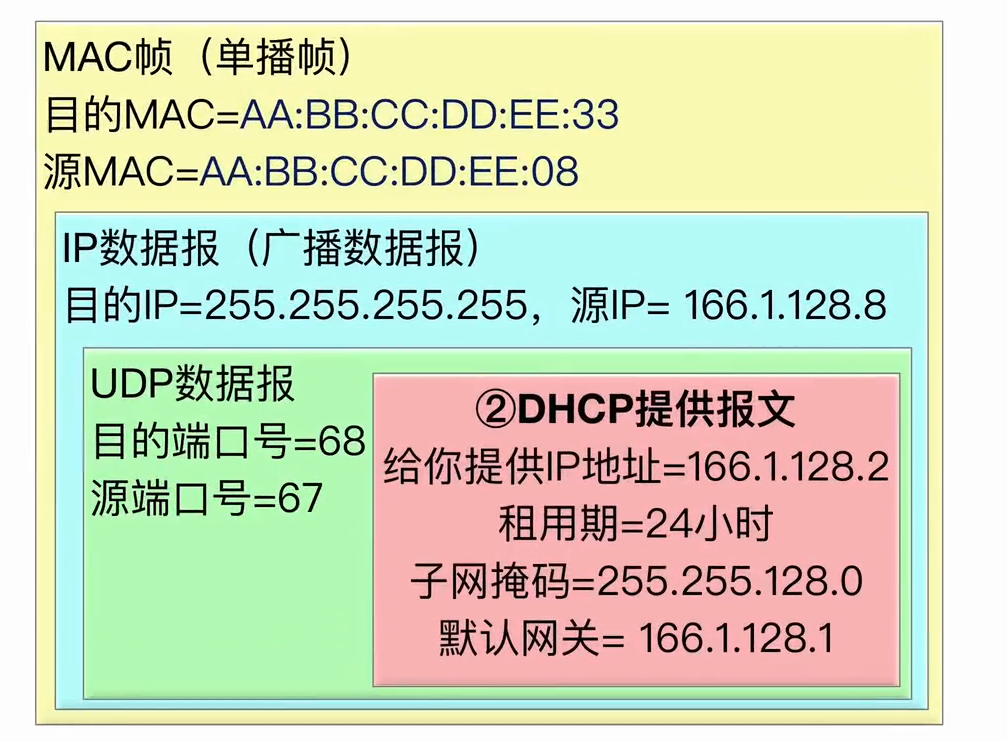 MAC帧（单播帧）
目的MAC=AA:BB:CC:DD:EE:33
源MAC=AA:BB:CC:DD:EE:08
IP数据报（广播数据报）
目的IP=255.255.255.255，源IP= 166.1.128.8
UDP数据报
目的端口号=68
源端口号=67
②DHCP提供报文
给你提供IP地址=166.1.128.2
租用期=24小时
子网掩码=255.255.128.0
默认网关= 166.1.128.1